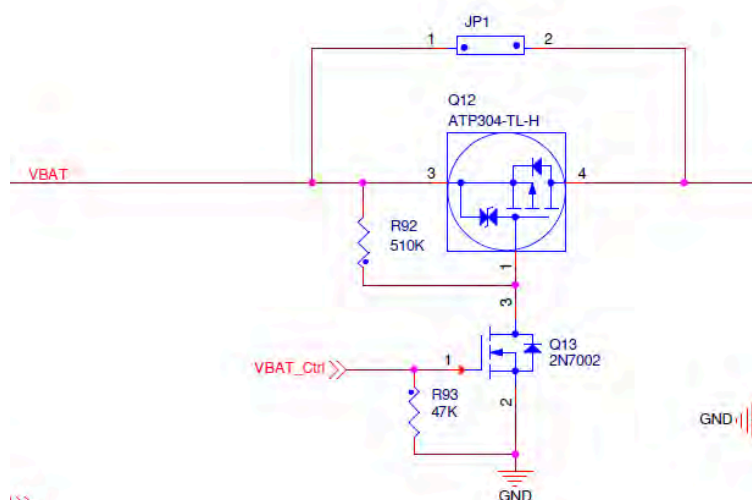 JP1
1
2
Q12
ATP304-TL-H
VBAT
3
4
R92
510K
1
3
Q13
2N7002
VBAT_Ctrl
1
R93
47K
2
GND
GND